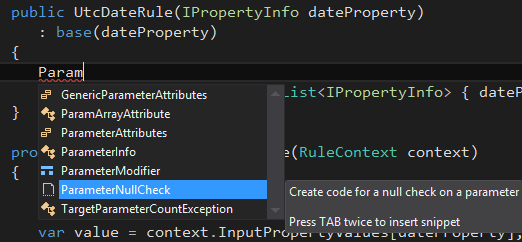 public UtcDateRule(IPropertyInfo dateProperty)
: base(dateProperty)
{
Param
GenericParameterAttributes
ParamArrayAttribute
List<IPropertyInfo> { dateP
}
ParameterAttributes
ParameterInfo
(RuleContext context)
{
ParameterModifier
ParameterNullCheck
Create code for a null check on a parameter
TargetParameterCountException
Press TAB twice to insert snippet
var value = context.InputPropertyValues[dateProperty];